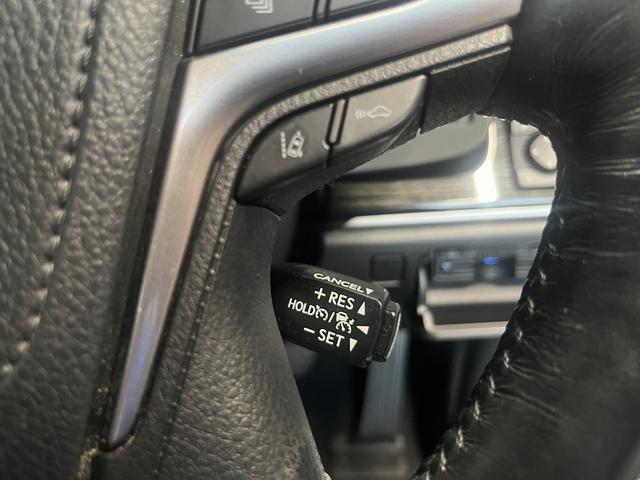 CANCEL
+ RES
HOLD /
− SET